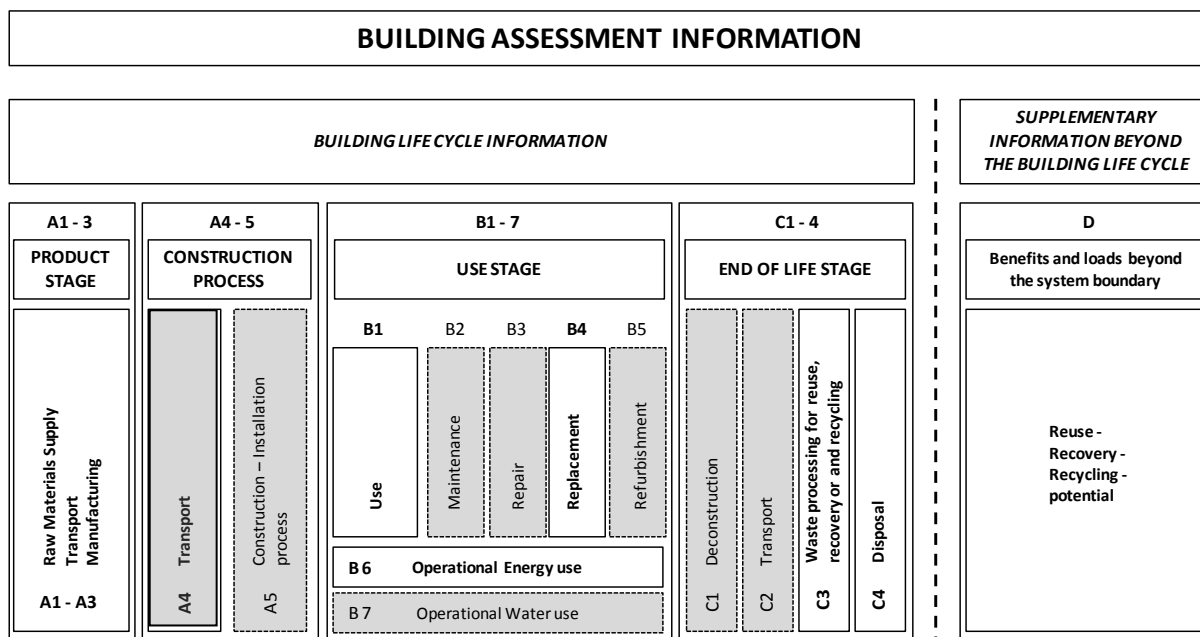 BUILDING ASSESSMENT INFORMATION
BUILDING LIFE CYCLE INFORMATION
SUPPLEMENTARY
INFORMATION BEYOND
THE BUILDING LIFE CYCLE
A1 - 3
PRODUCT
STAGE
Raw Materials Supply
Transport
Manufacturing
A1 - A3
A4 - 5
CONSTRUCTION
PROCESS
A4 Transport
A5 Construction – Installation
process
B1 - 7
USE STAGE
B1
Use
B2
Maintenance
B3
Repair
B4
Replacement
B5
Refurbishment
B 6 Operational Energy use
B 7 Operational Water use
C1 - 4
END OF LIFE STAGE
C1 Deconstruction
C2 Transport
C3 Waste processing for reuse,
recovery or and recycling
C4 Disposal
D
Benefits and loads beyond
the system boundary
Reuse -
Recovery -
Recycling -
potential